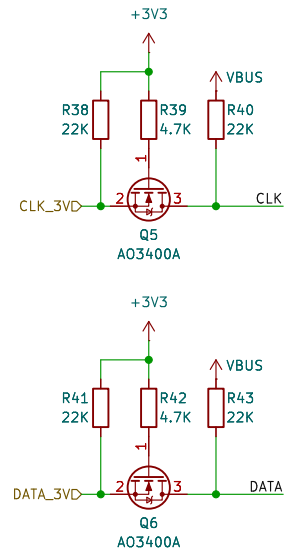 +3V3
VBUS
R38
22K
R39
4.7K
R40
22K
1
CLK_3V
2
3
CLK
Q5
AO3400A
+3V3
VBUS
R41
22K
R42
4.7K
R43
22K
1
DATA_3V
2
3
DATA
Q6
AO3400A